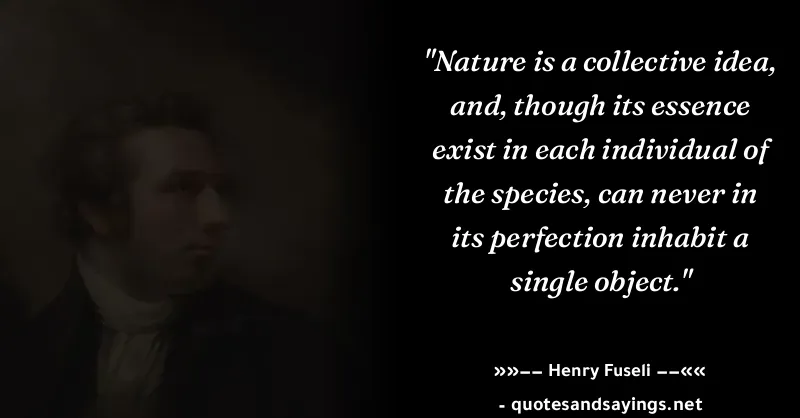 "Nature is a collective idea,
and, though its essence
exist in each individual of
the species, can never in
its perfection inhabit a
single object."
»»−− Henry Fuseli −−««
- quotesandsayings.net